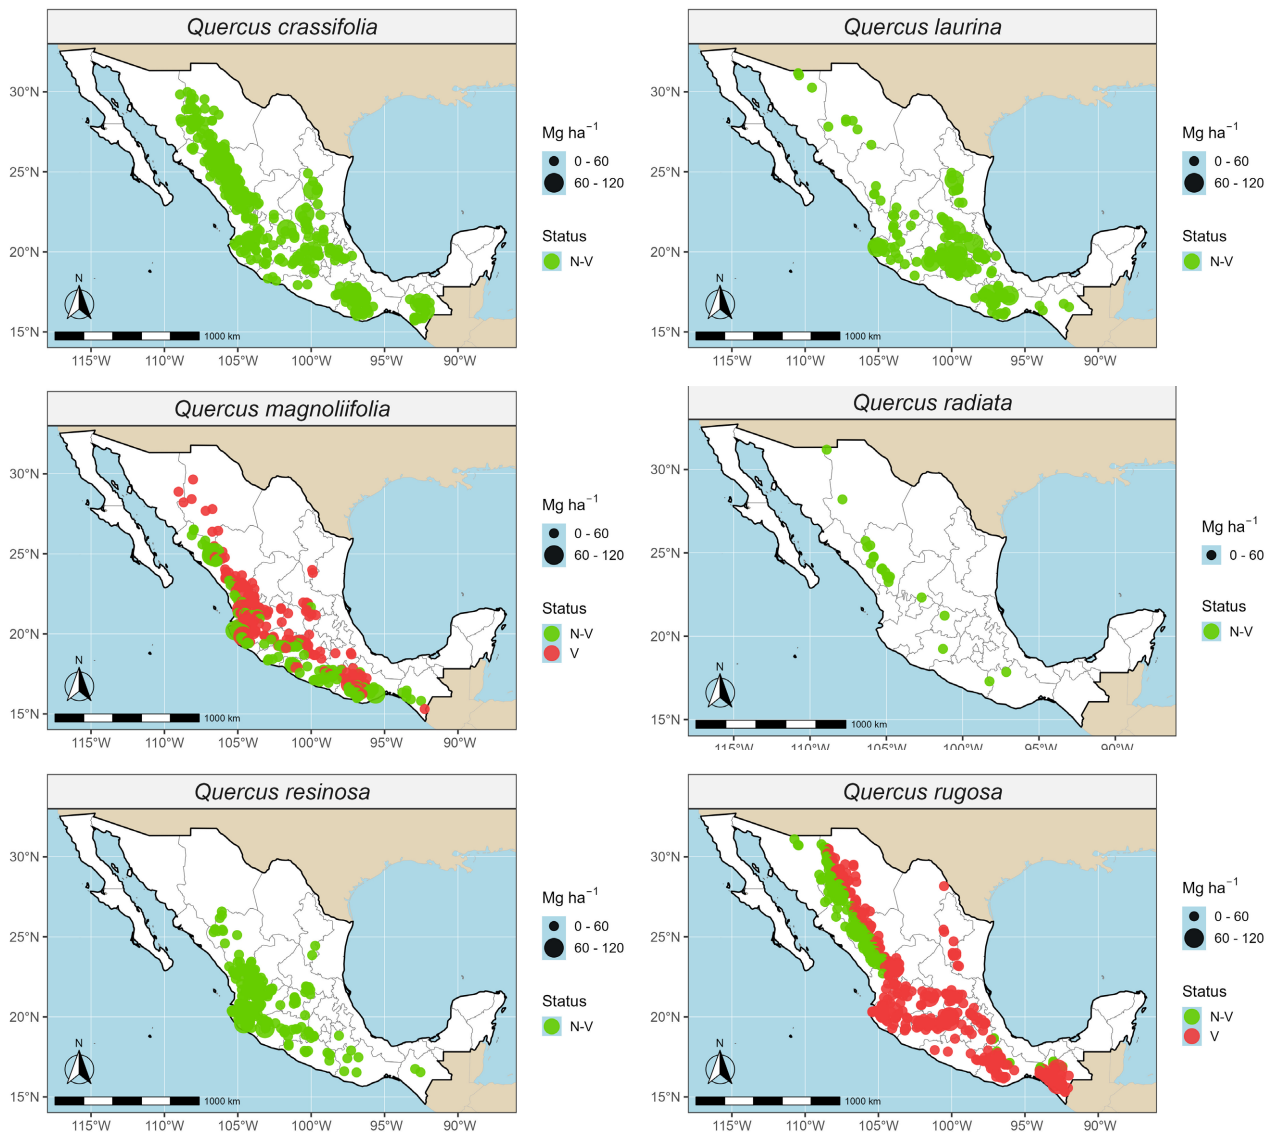 Quercus crassifolia
30°N
25°N
20°N
15°N
115°W 110°W 105°W 100°W 95°W 90°W
N
1000 km
Mg ha⁻¹
0 - 60
60 - 120
Status
N-V
Quercus laurina
30°N
25°N
20°N
15°N
115°W 110°W 105°W 100°W 95°W 90°W
N
1000 km
Mg ha⁻¹
0 - 60
60 - 120
Status
N-V
Quercus magnoliifolia
30°N
25°N
20°N
15°N
115°W 110°W 105°W 100°W 95°W 90°W
N
1000 km
Mg ha⁻¹
0 - 60
60 - 120
Status
N-V
V
Quercus radiata
30°N
25°N
20°N
15°N
115°W 110°W 105°W 100°W 95°W 90°W
N
1000 km
Mg ha⁻¹
0 - 60
Status
N-V
Quercus resinosa
30°N
25°N
20°N
15°N
115°W 110°W 105°W 100°W 95°W 90°W
N
1000 km
Mg ha⁻¹
0 - 60
60 - 120
Status
N-V
Quercus rugosa
30°N
25°N
20°N
15°N
115°W 110°W 105°W 100°W 95°W 90°W
N
1000 km
Mg ha⁻¹
0 - 60
60 - 120
Status
N-V
V